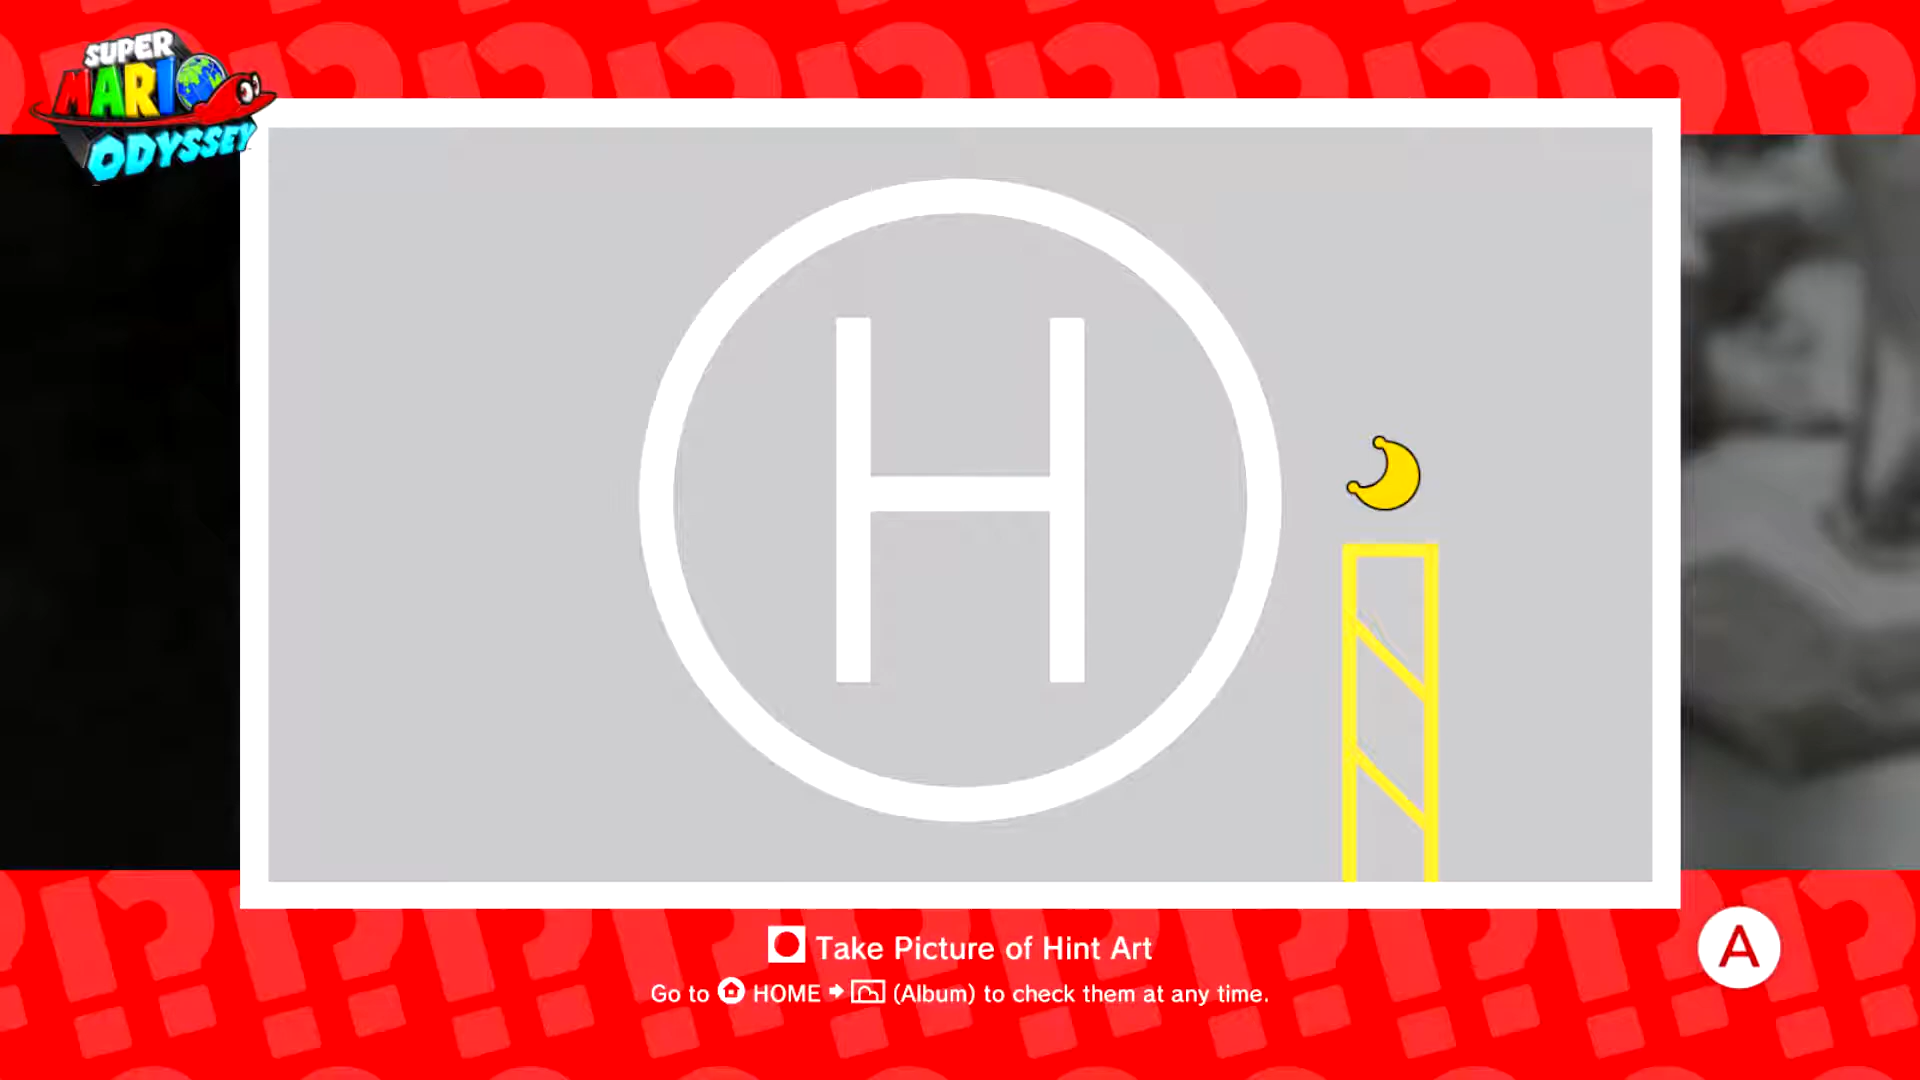 SUPER
MARIO
ODYSSEY
H
Take Picture of Hint Art
A
Go to HOME → (Album) to check them at any time.